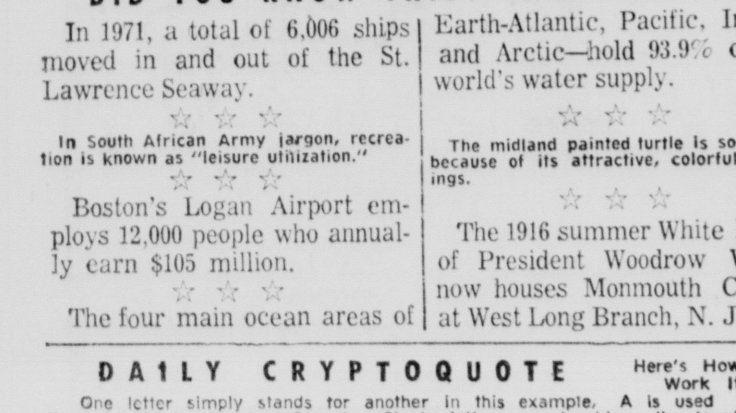 In 1971, a total of 6,006 ships
moved in and out of the St.
Lawrence Seaway.
In South African Army jargon, recrea-
tion is known as "leisure utilization."
Boston's Logan Airport em-
ploys 12,000 people who annual-
ly earn $105 million.
The four main ocean areas of
Earth-Atlantic, Pacific,
and Arctic—hold 93.9%
world's water supply.
The midland painted turtle is
because of its attractive, colorful
ings.
The 1916 summer White
of President Woodrow
now houses Monmouth
at West Long Branch, N. J
DAILY CRYPTOQUOTE
Here's How
Work It
One letter simply stands for another in this example, A is used